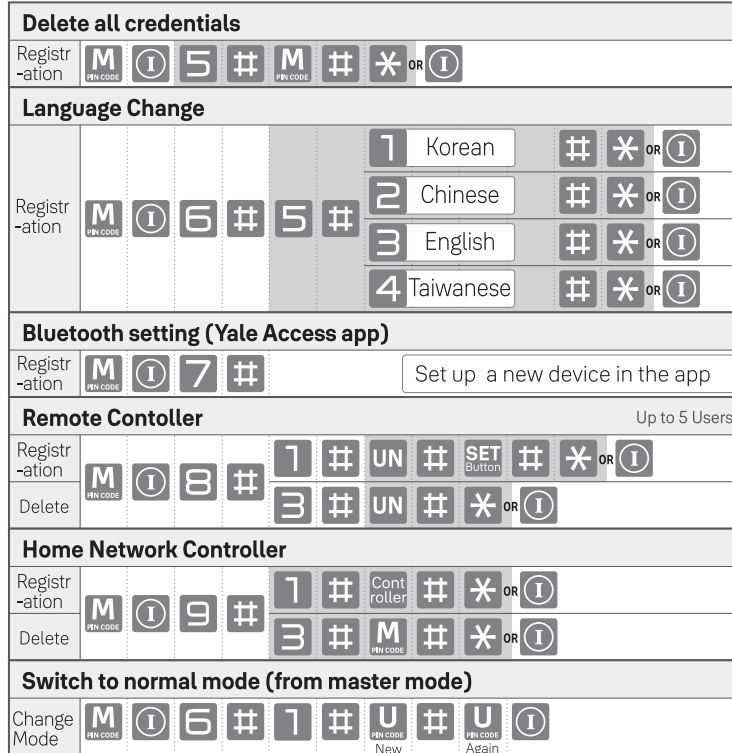 Delete all credentials
Registr
-ation M PIN CODE I 5 # M PIN CODE # * OR I
Language Change
1 Korean # * OR I
2 Chinese # * OR I
Registr
-ation M PIN CODE I 6 # 5 #
3 English # * OR I
4 Taiwanese # * OR I
Bluetooth setting (Yale Access app)
Registr
-ation M PIN CODE I 7 # Set up a new device in the app
Remote Contoller Up to 5 Users
Registr
-ation 1 # UN # SET Button # * OR I
M PIN CODE I 8 #
Delete 3 # UN # * OR I
Home Network Controller
Registr
-ation 1 # Cont roller # * OR I
M PIN CODE I 9 #
Delete 3 # M PIN CODE # * OR I
Switch to normal mode (from master mode)
Change
Mode M PIN CODE I 6 # 1 # U PIN CODE # U PIN CODE I
New Again